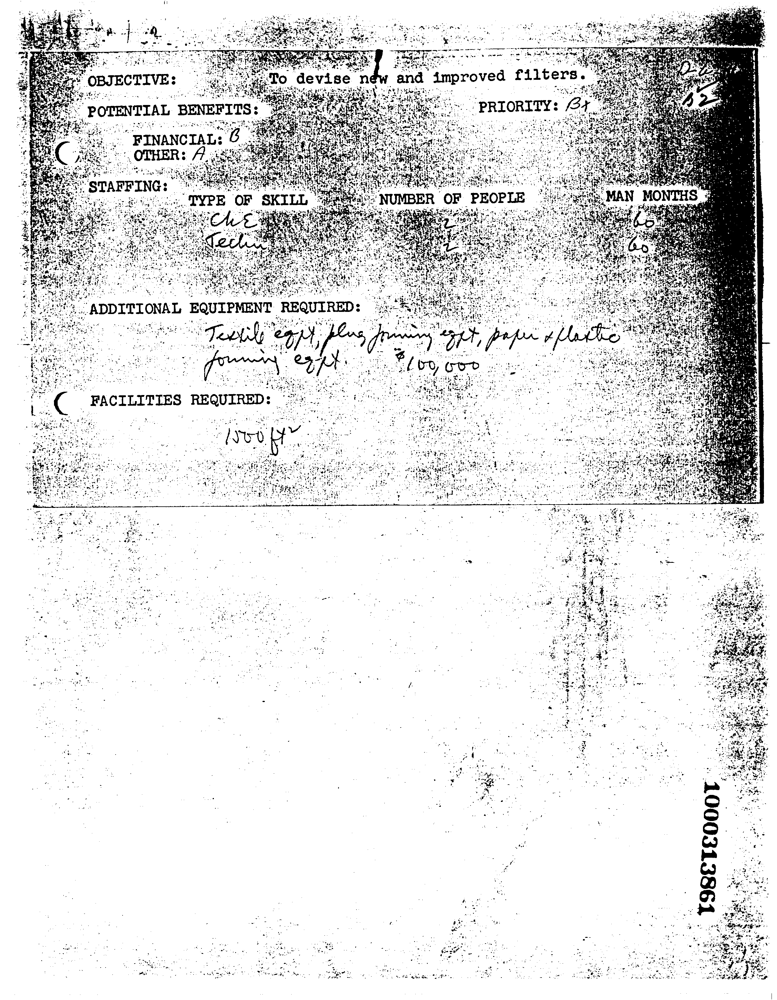 OBJECTIVE: To devise new and improved filters.
POTENTIAL BENEFITS: PRIORITY: B+
FINANCIAL: B
OTHER: A
STAFFING:
TYPE OF SKILL NUMBER OF PEOPLE MAN MONTHS
ChE 2 60
Techn 2 60
ADDITIONAL EQUIPMENT REQUIRED:
Textile eqpt, plug forming eqpt, paper & plastic
forming eqpt. $100,000
FACILITIES REQUIRED:
1500 ft²
1000313861